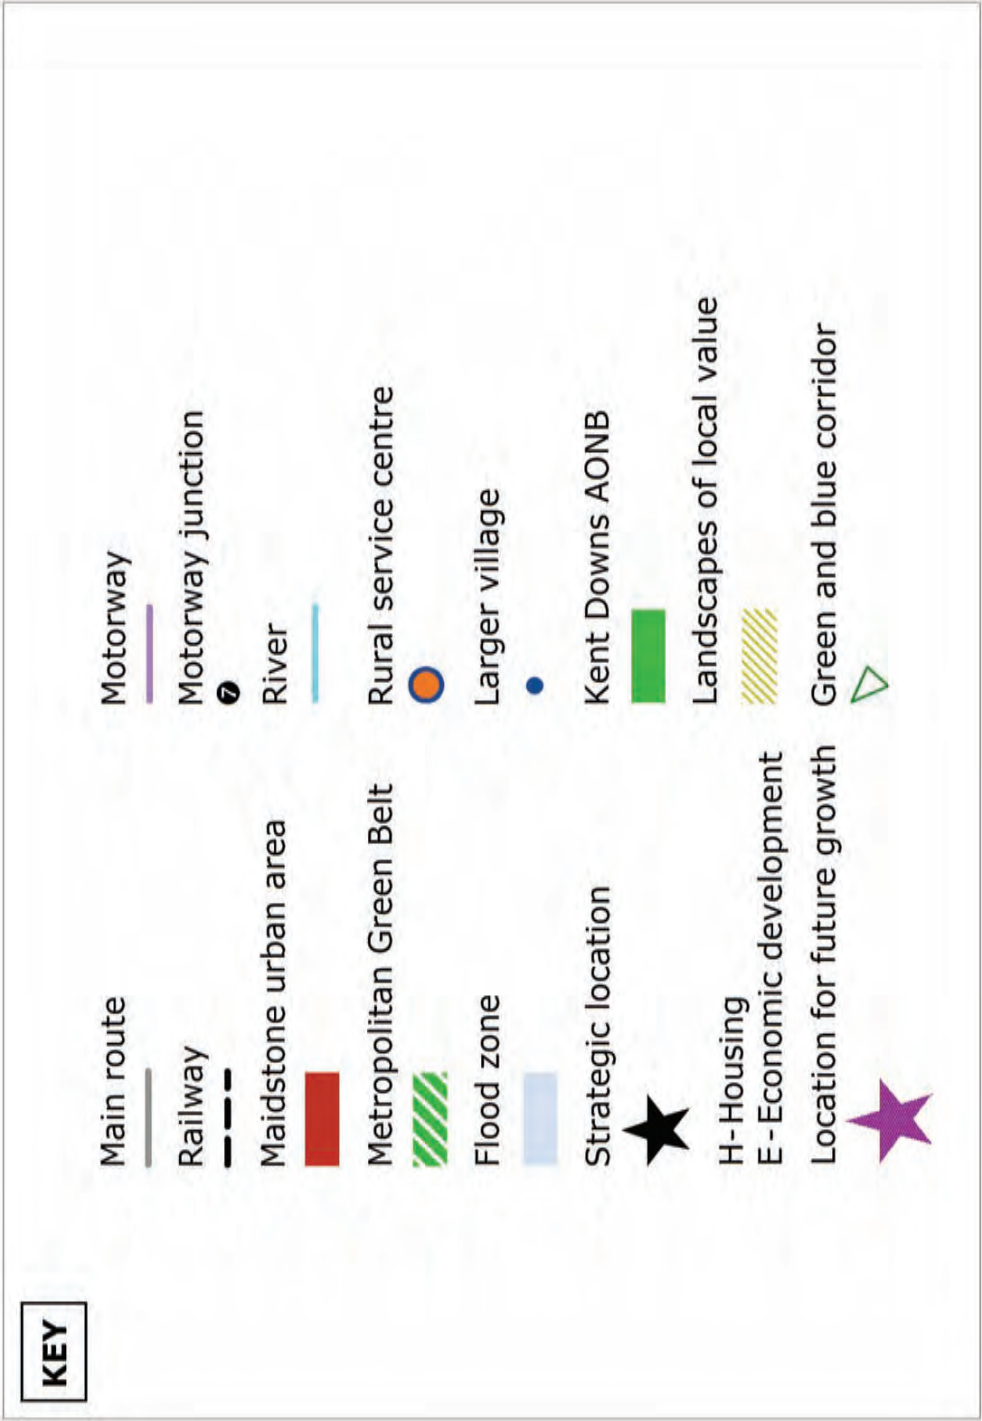 KEY
Main route
Railway
Maidstone urban area
Metropolitan Green Belt
Flood zone
Strategic location
H - Housing
E - Economic development
Location for future growth
Motorway
Motorway junction
7
River
Rural service centre
Larger village
Kent Downs AONB
Landscapes of local value
Green and blue corridor